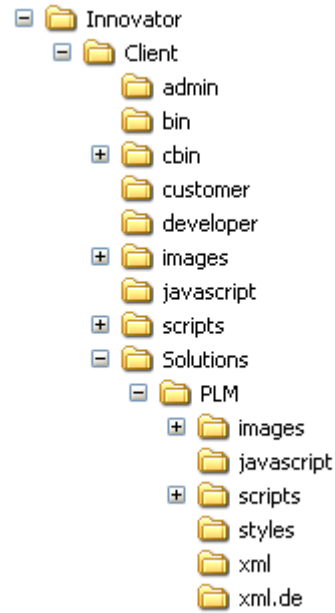 Innovator
Client
admin
bin
cbin
customer
developer
images
javascript
scripts
Solutions
PLM
images
javascript
scripts
styles
xml
xml.de